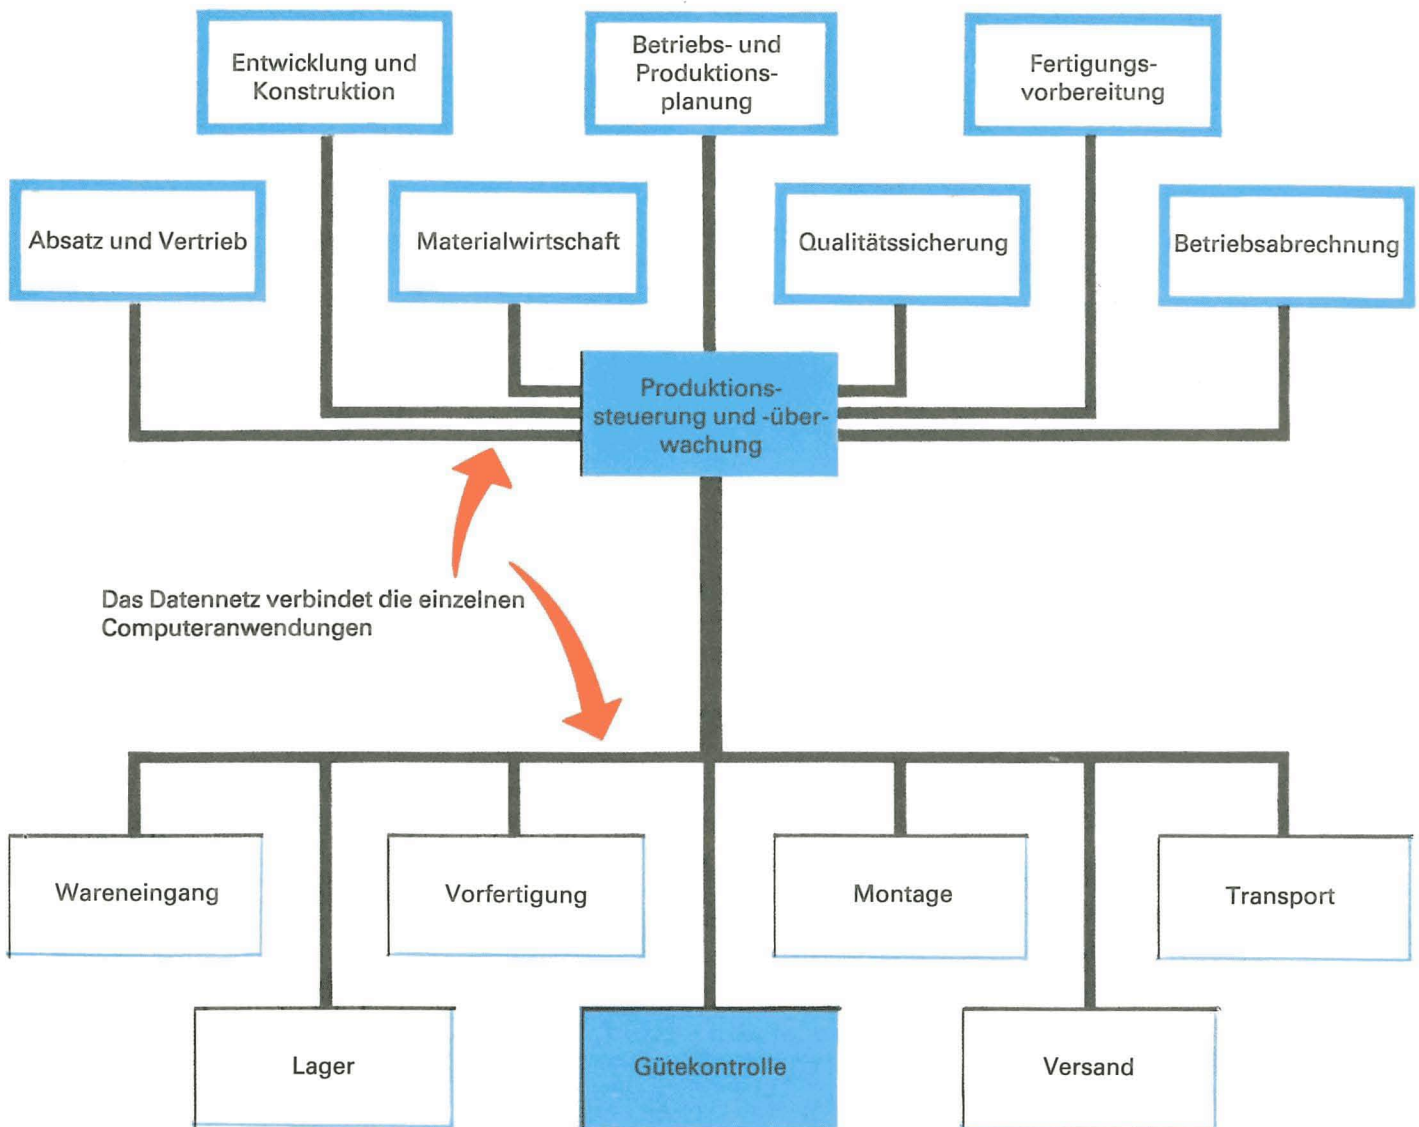 Entwicklung und
Konstruktion
Betriebs- und
Produktions-
planung
Fertigungs-
vorbereitung
Absatz und Vertrieb
Materialwirtschaft
Qualitätssicherung
Betriebsabrechnung
Produktions-
steuerung und -über-
wachung
Das Datennetz verbindet die einzelnen
Computeranwendungen
Wareneingang
Vorfertigung
Montage
Transport
Lager
Gütekontrolle
Versand